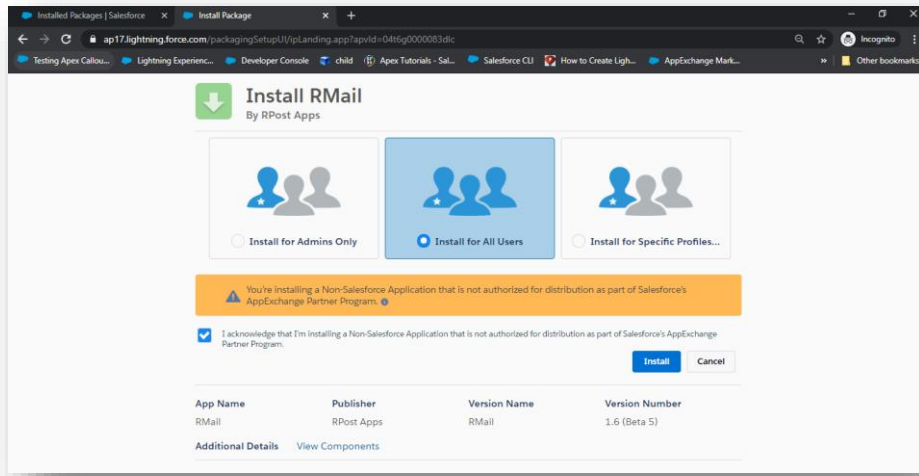 Installed Packages | Salesforce
Install Package
ap17.lightning.force.com/packagingSetupUI/ipLanding.app?apvId=04t6g0000083dlc
Incognito
Testing Apex Callou...
Lightning Experienc...
Developer Console
child
Apex Tutorials - Sal...
Salesforce CLI
How to Create Ligh...
AppExchange Mark...
Other bookmarks
Install RMail
By RPost Apps
Install for Admins Only
Install for All Users
Install for Specific Profiles...
You're installing a Non-Salesforce Application that is not authorized for distribution as part of Salesforce's
AppExchange Partner Program.
I acknowledge that I'm installing a Non-Salesforce Application that is not authorized for distribution as part of Salesforce's AppExchange
Partner Program.
Install
Cancel
App Name Publisher Version Name Version Number
RMail RPost Apps RMail 1.6 (Beta 5)
Additional Details View Components